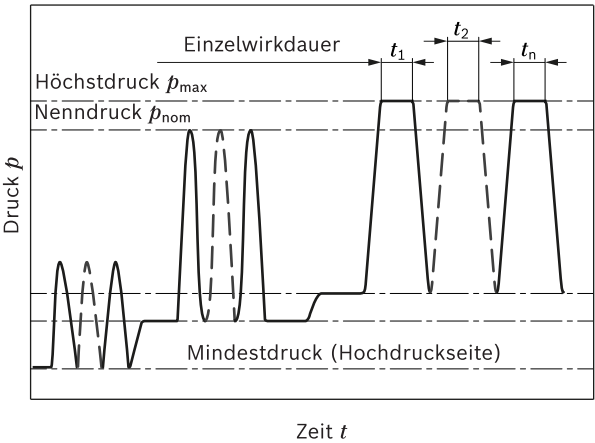 Einzelwirkdauer
t1
t2
tn
Höchstdruck pmax
Nenndruck pnom
Druck p
Mindestdruck (Hochdruckseite)
Zeit t